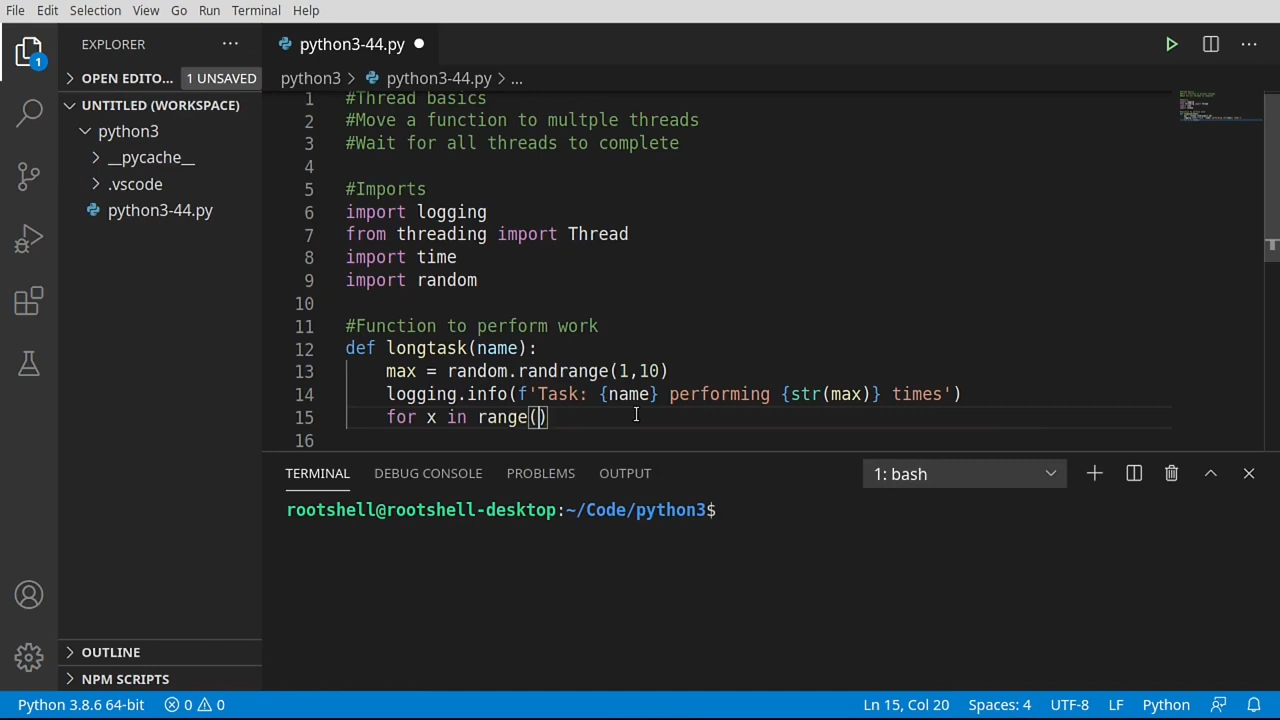 File Edit Selection View Go Run Terminal Help
EXPLORER
1
OPEN EDITO... 1 UNSAVED
UNTITLED (WORKSPACE)
python3
__pycache__
.vscode
python3-44.py
OUTLINE
NPM SCRIPTS
python3-44.py
python3 > python3-44.py > ...
1 #Thread basics
2 #Move a function to multple threads
3 #Wait for all threads to complete
4
5 #Imports
6 import logging
7 from threading import Thread
8 import time
9 import random
10
11 #Function to perform work
12 def longtask(name):
13 max = random.randrange(1,10)
14 logging.info(f'Task: {name} performing {str(max)} times')
15 for x in range()
16
TERMINAL DEBUG CONSOLE PROBLEMS OUTPUT 1: bash
rootshell@rootshell-desktop:~/Code/python3$
Python 3.8.6 64-bit 0 0 Ln 15, Col 20 Spaces: 4 UTF-8 LF Python